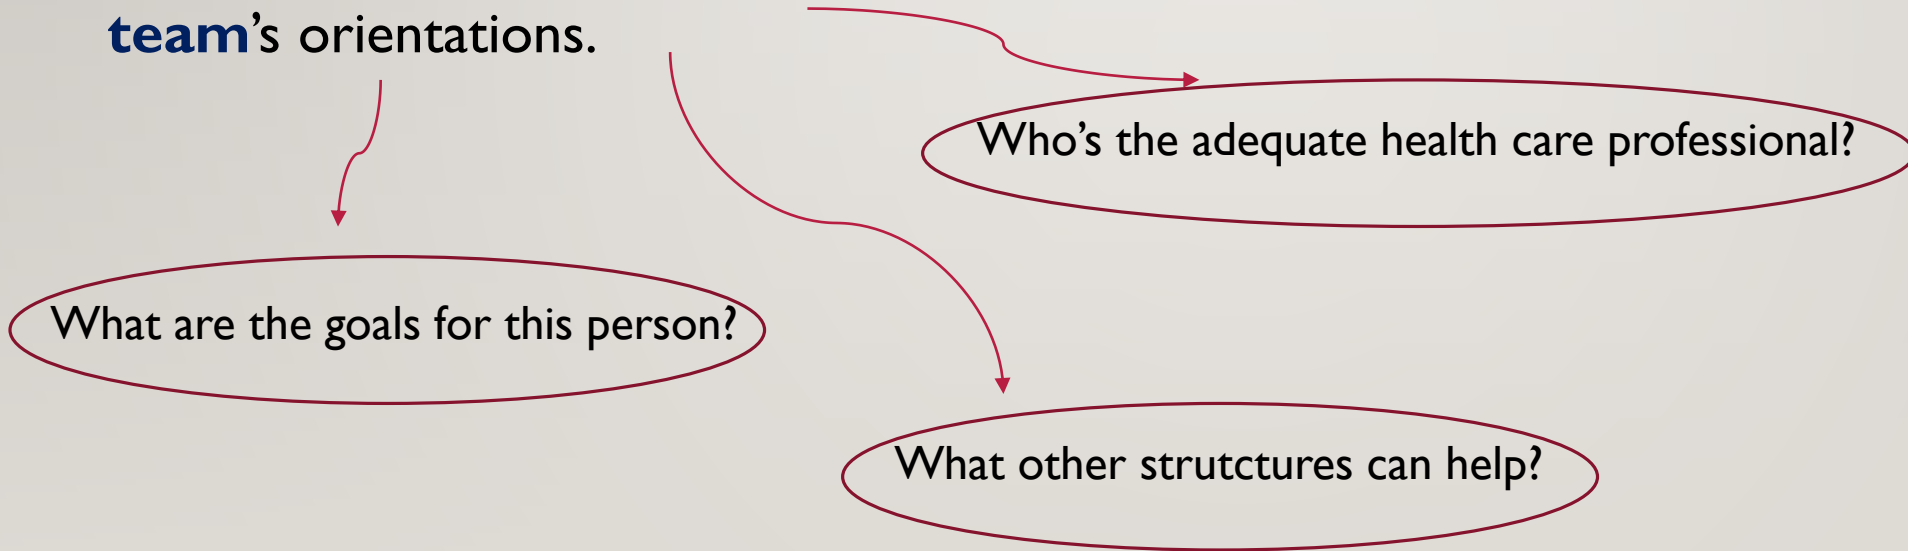 team’s orientations.
Who’s the adequate health care professional?
What are the goals for this person?
What other strutctures can help?